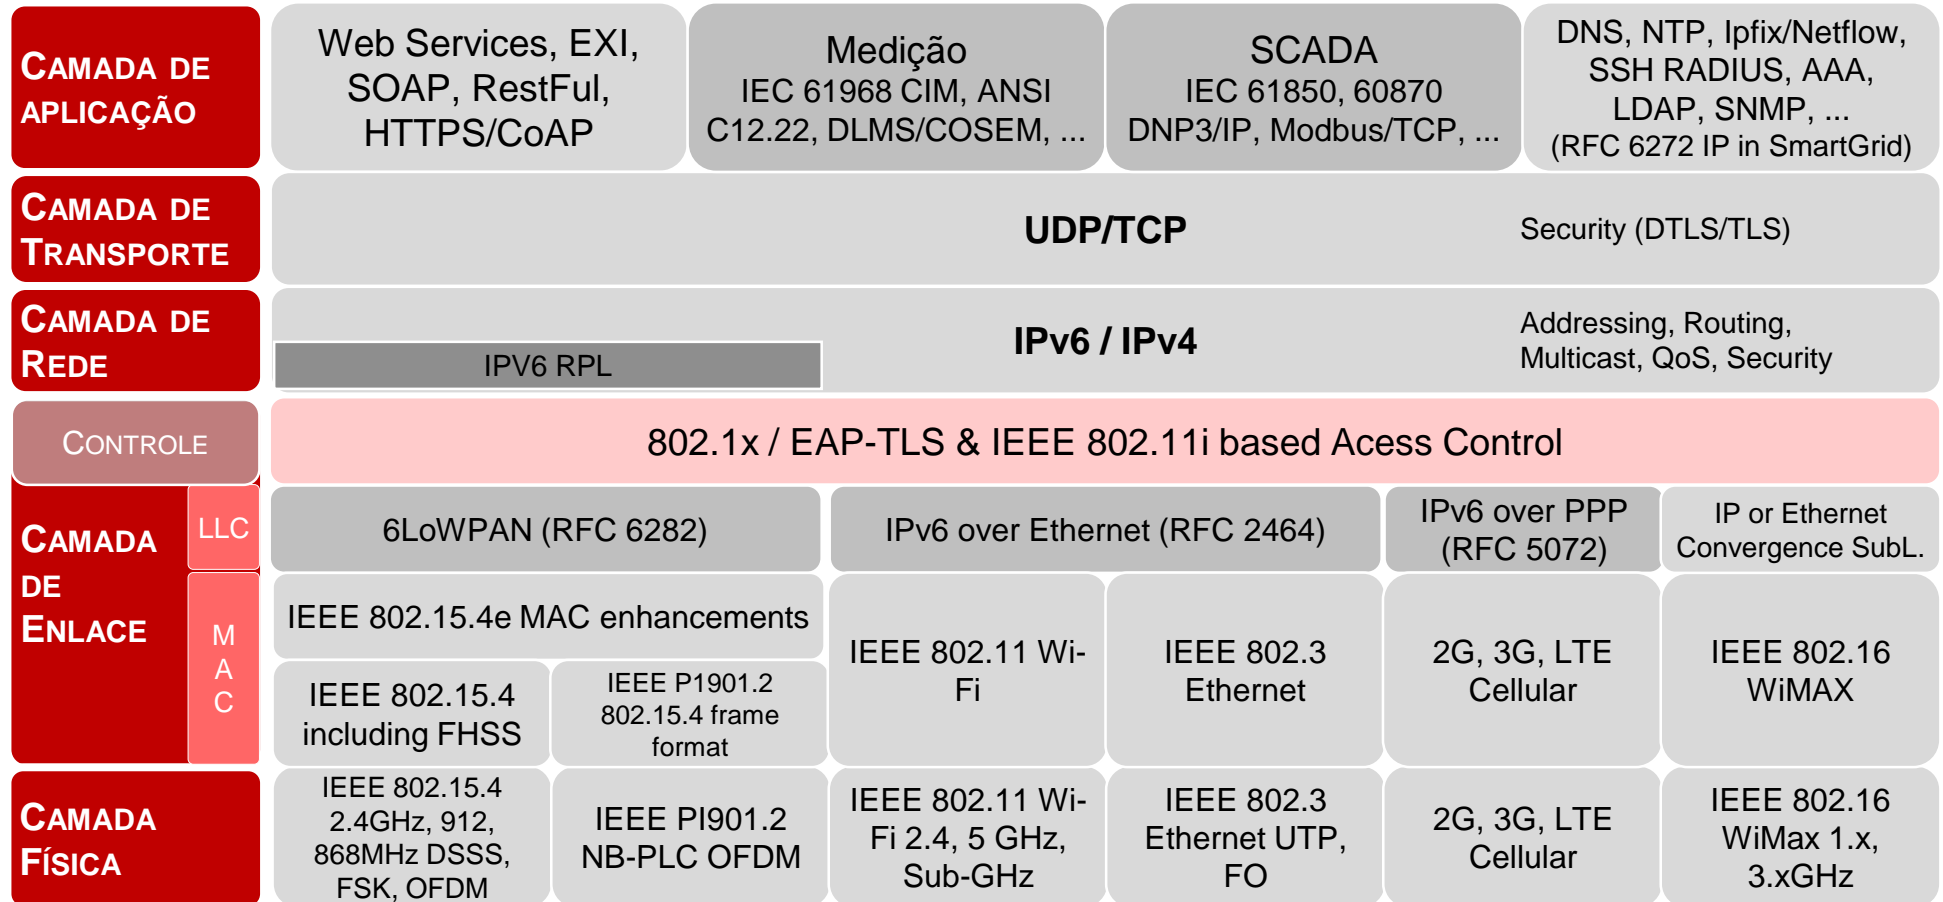 CAMADA DE
APLICAÇÃO
Web Services, EXI,
SOAP, RestFul,
HTTPS/CoAP
Medição
IEC 61968 CIM, ANSI
C12.22, DLMS/COSEM, ...
SCADA
IEC 61850, 60870
DNP3/IP, Modbus/TCP, ...
DNS, NTP, Ipfix/Netflow,
SSH RADIUS, AAA,
LDAP, SNMP, ...
(RFC 6272 IP in SmartGrid)
CAMADA DE
TRANSPORTE
UDP/TCP
Security (DTLS/TLS)
CAMADA DE
REDE
IPV6 RPL
IPv6 / IPv4
Addressing, Routing,
Multicast, QoS, Security
CONTROLE
802.1x / EAP-TLS & IEEE 802.11i based Acess Control
CAMADA
DE
ENLACE
LLC
6LoWPAN (RFC 6282)
IPv6 over Ethernet (RFC 2464)
IPv6 over PPP
(RFC 5072)
IP or Ethernet
Convergence SubL.
M
A
C
IEEE 802.15.4e MAC enhancements
IEEE 802.15.4
including FHSS
IEEE P1901.2
802.15.4 frame
format
IEEE 802.11 Wi-
Fi
IEEE 802.3
Ethernet
2G, 3G, LTE
Cellular
IEEE 802.16
WiMAX
CAMADA
FÍSICA
IEEE 802.15.4
2.4GHz, 912,
868MHz DSSS,
FSK, OFDM
IEEE PI901.2
NB-PLC OFDM
IEEE 802.11 Wi-
Fi 2.4, 5 GHz,
Sub-GHz
IEEE 802.3
Ethernet UTP,
FO
2G, 3G, LTE
Cellular
IEEE 802.16
WiMax 1.x,
3.xGHz